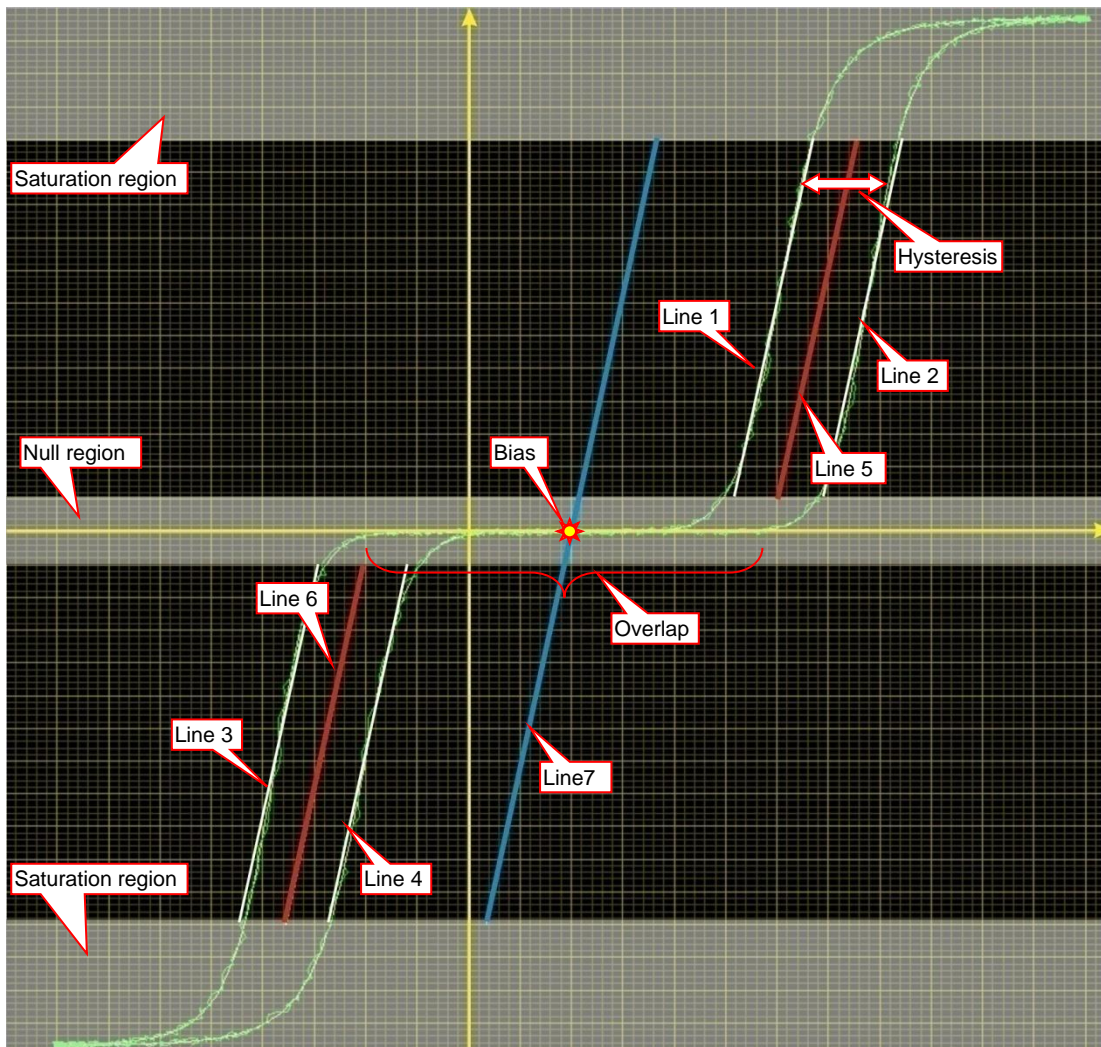 Saturation region
Hysteresis
Line 1
Line 2
Null region
Bias
Line 5
Line 6
Overlap
Line 3
Line7
Saturation region
Line 4